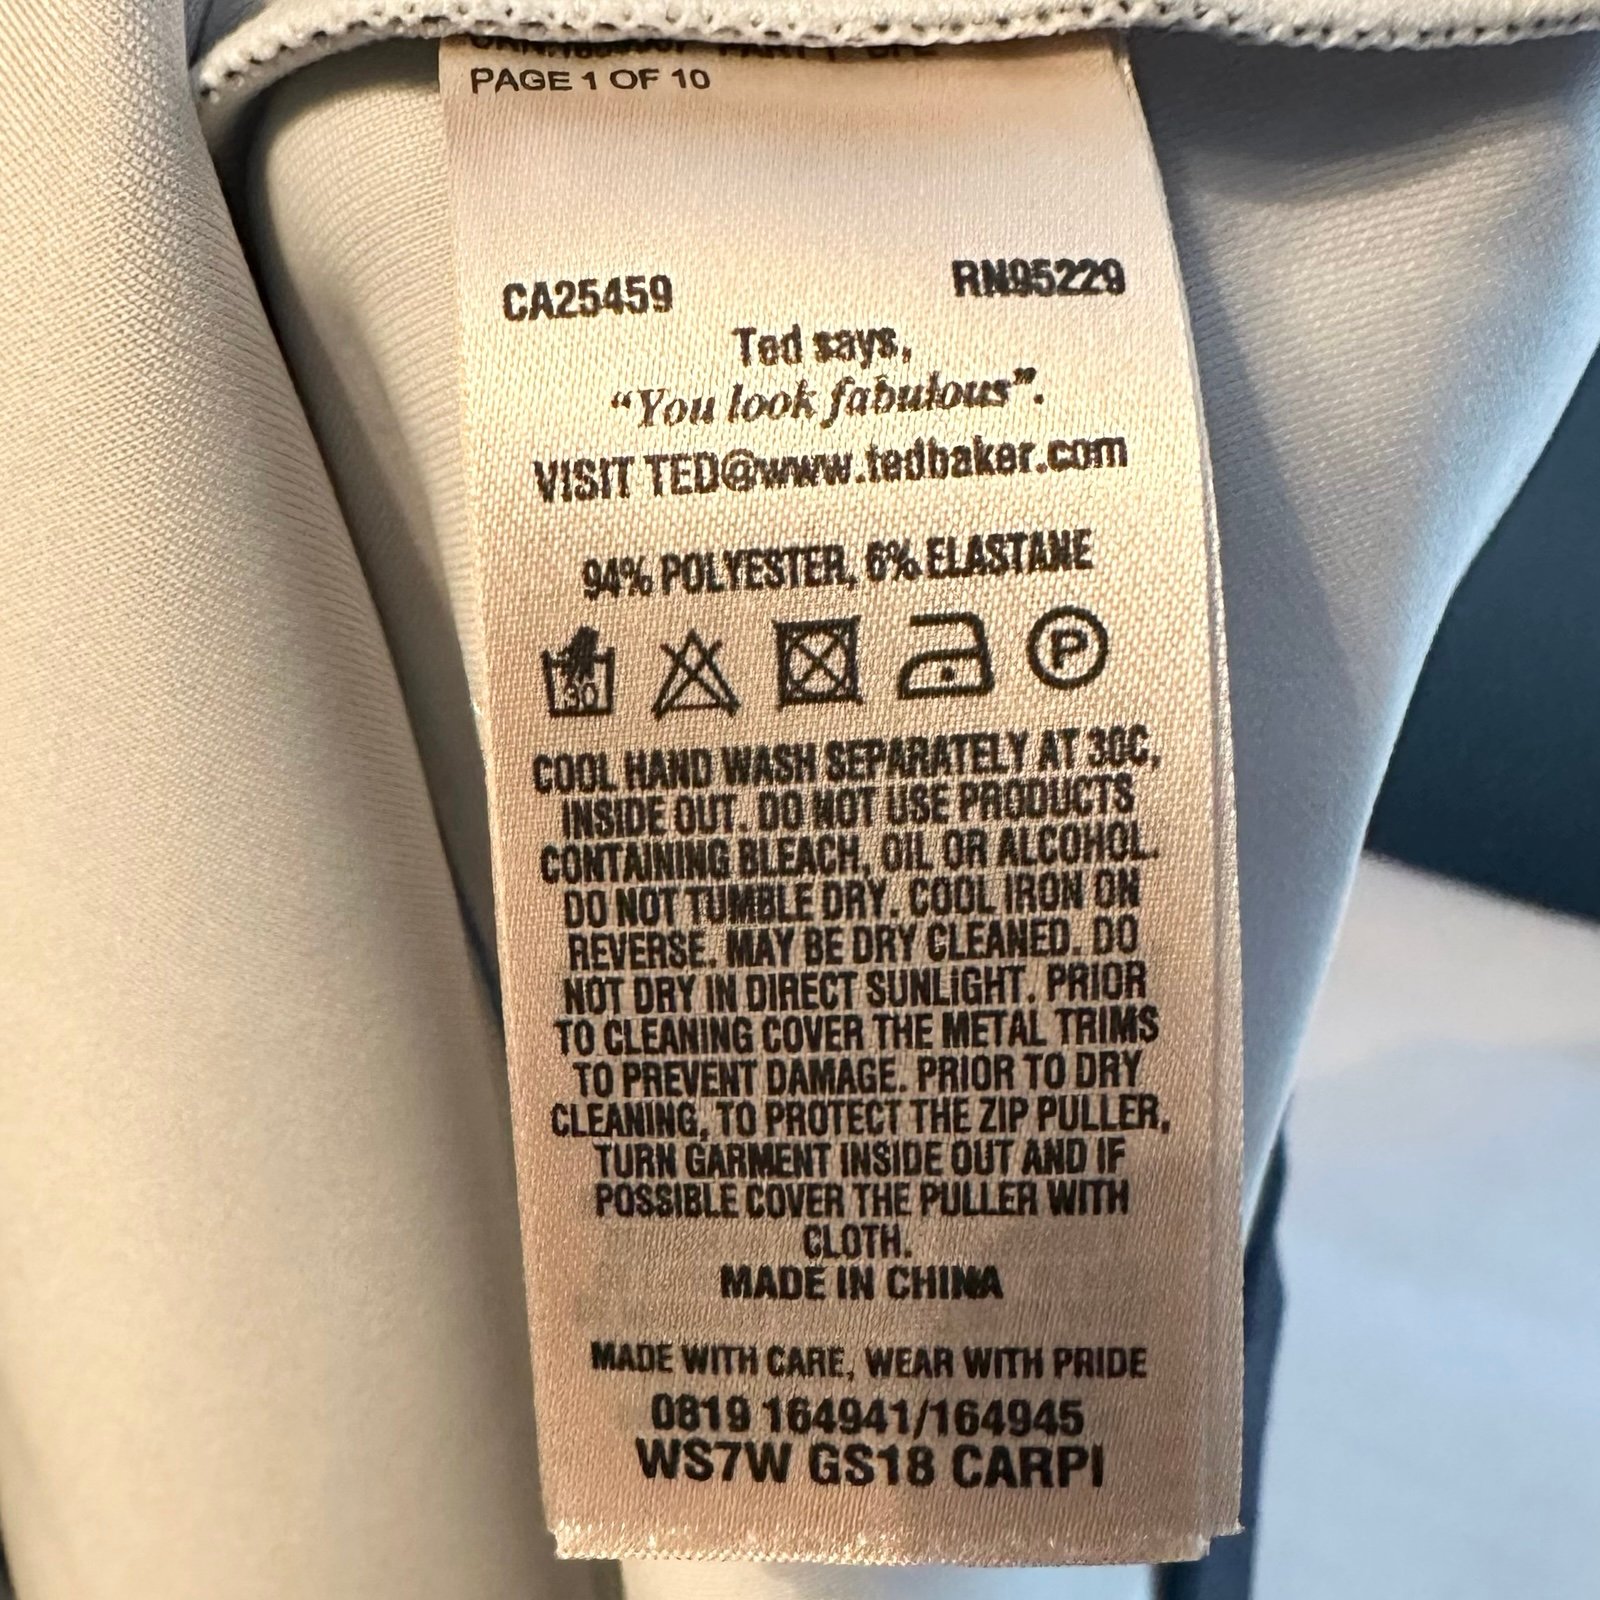 PAGE 1 OF 10
CA25459 RN95229
Ted says,
“You look fabulous”.
VISIT TED@www.tedbaker.com
94% POLYESTER, 6% ELASTANE
30 P
COOL HAND WASH SEPARATELY AT 30C,
INSIDE OUT. DO NOT USE PRODUCTS
CONTAINING BLEACH, OIL OR ALCOHOL.
DO NOT TUMBLE DRY. COOL IRON ON
REVERSE. MAY BE DRY CLEANED. DO
NOT DRY IN DIRECT SUNLIGHT. PRIOR
TO CLEANING COVER THE METAL TRIMS
TO PREVENT DAMAGE. PRIOR TO DRY
CLEANING, TO PROTECT THE ZIP PULLER,
TURN GARMENT INSIDE OUT AND IF
POSSIBLE COVER THE PULLER WITH
CLOTH.
MADE IN CHINA
MADE WITH CARE, WEAR WITH PRIDE
0819 164941/164945
WS7W GS18 CARPI